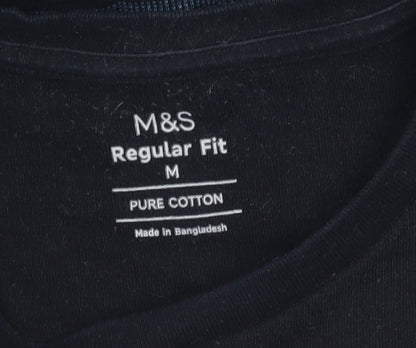 M&S
Regular Fit
M
PURE COTTON
Made in Bangladesh